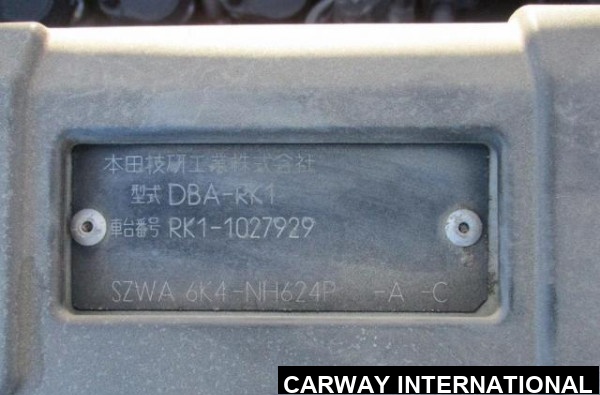 本田技研工業株式会社
型式 DBA-RK1
車台番号 RK1-1027929
SZWA 6K4-NH624P -A -C
CARWAY INTERNATIONAL